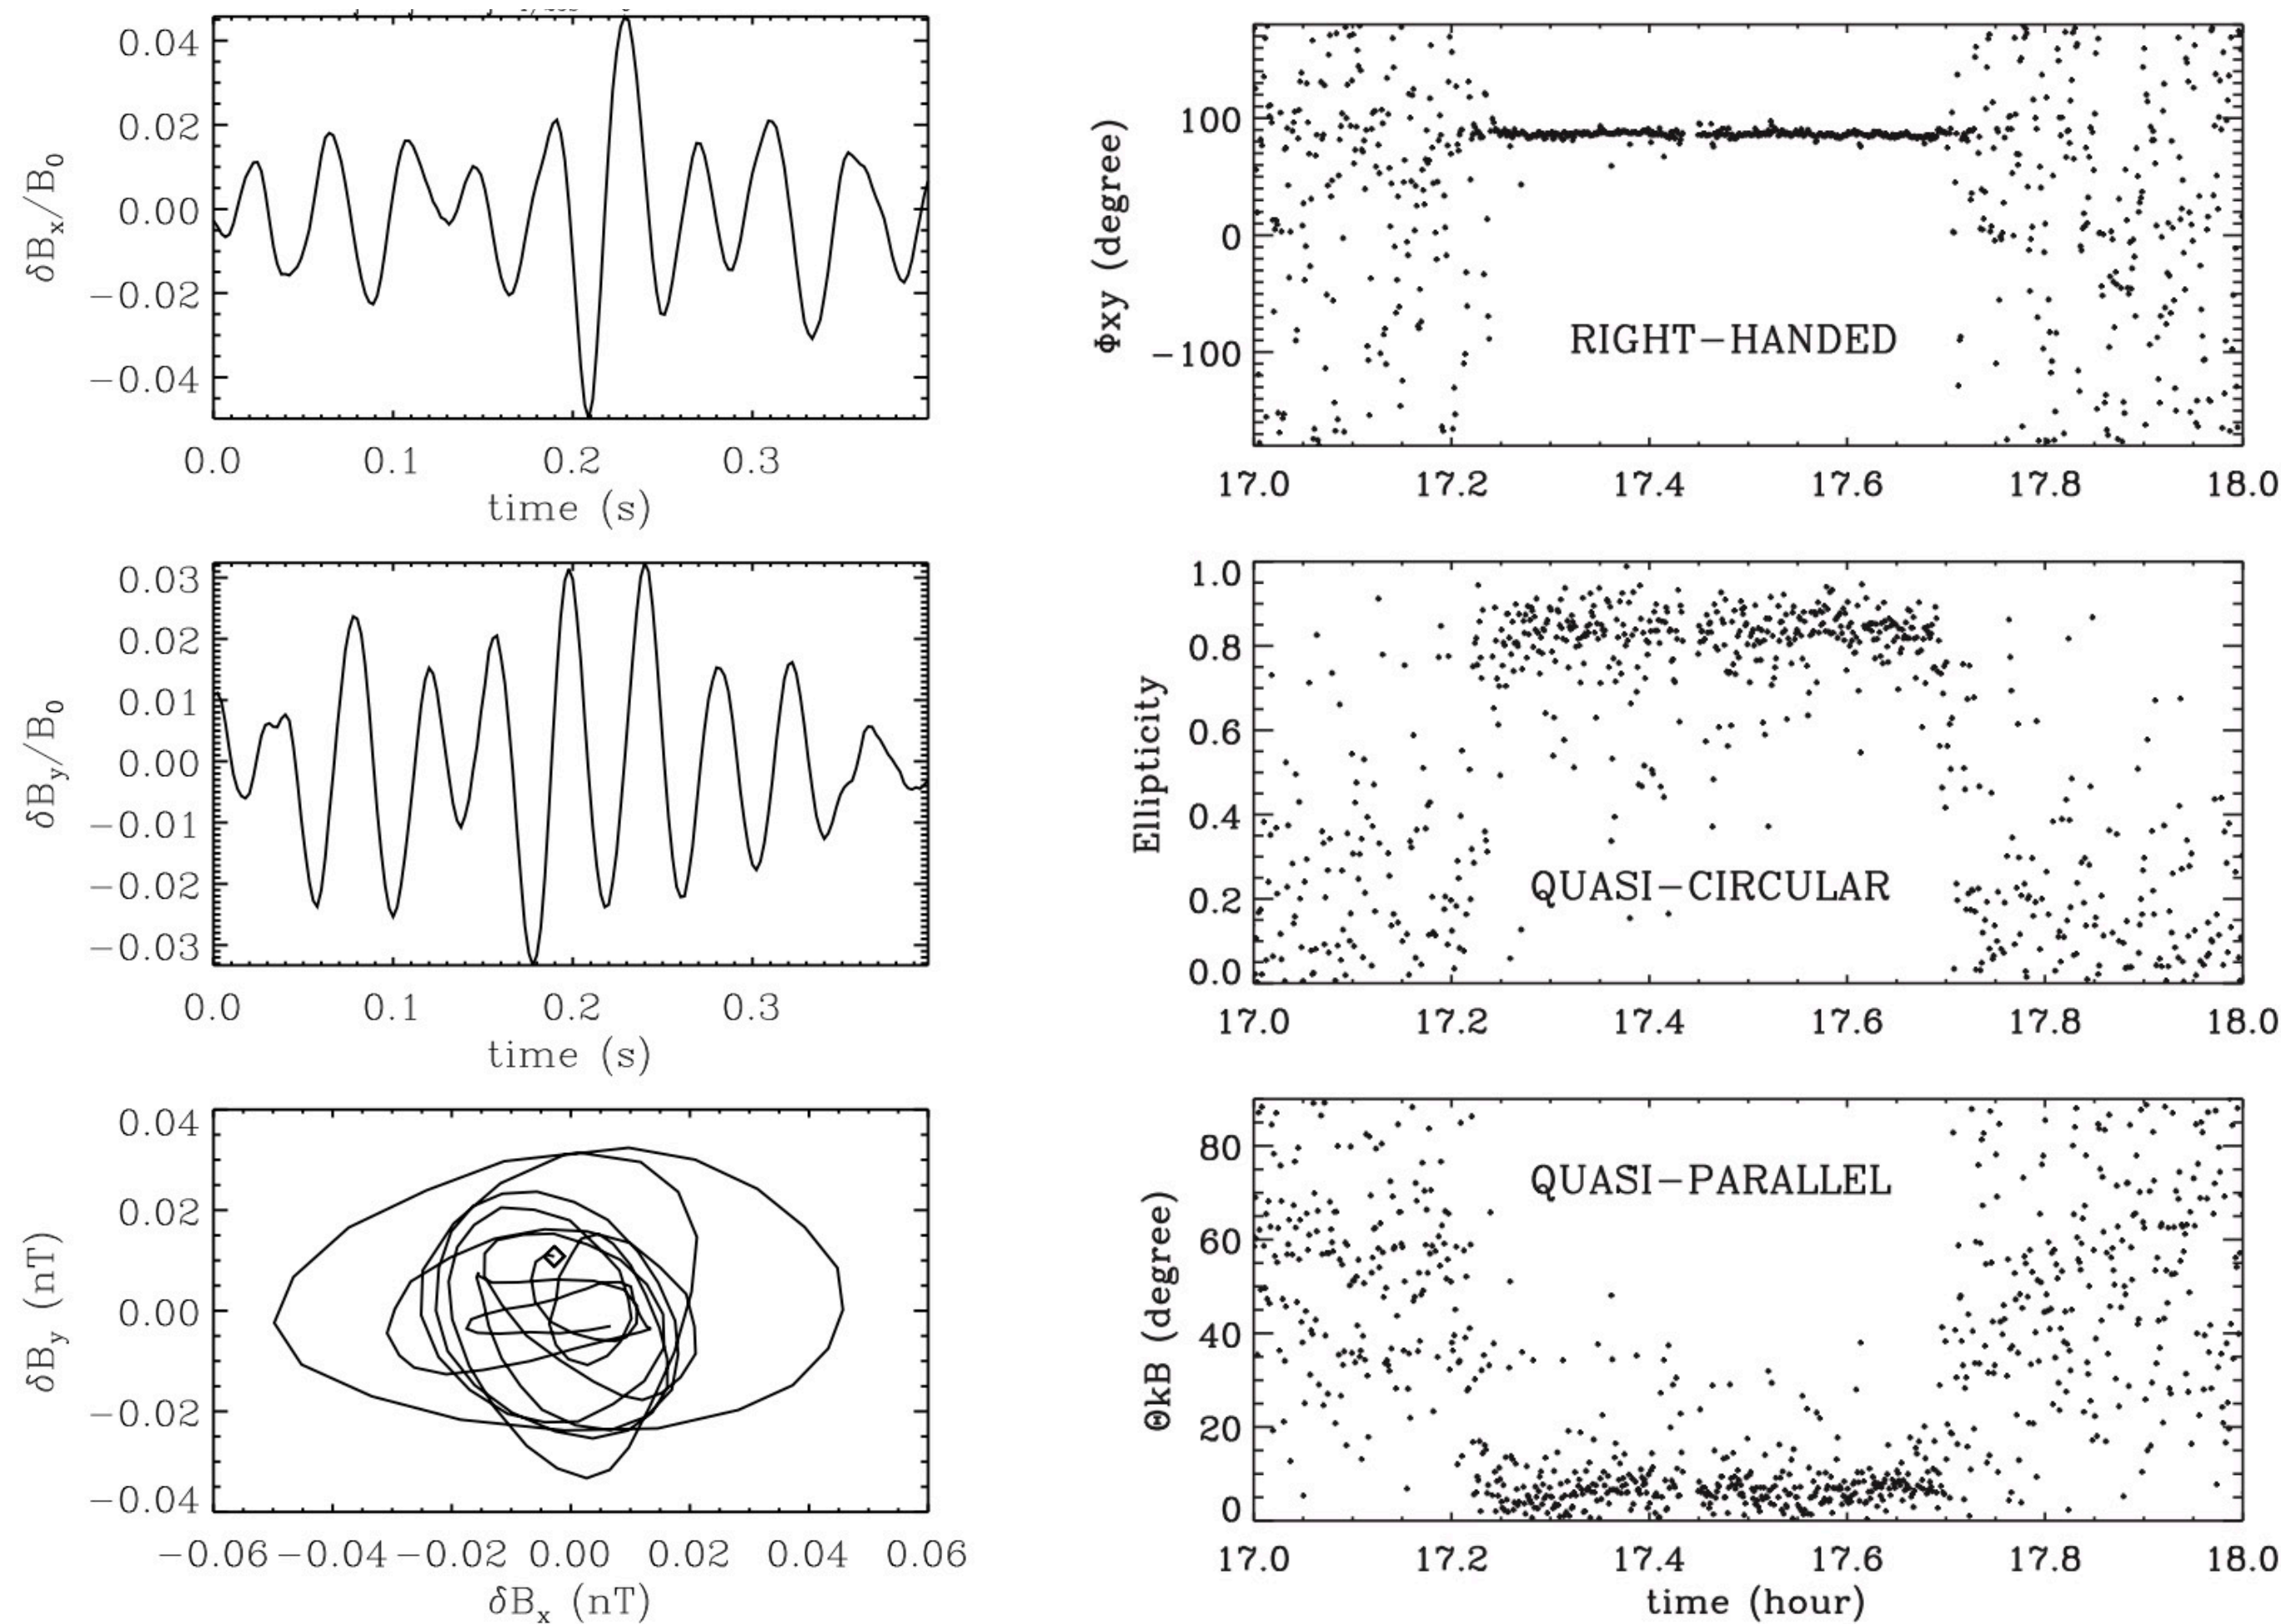 δBx/B0
0.04
0.02
0.00
−0.02
−0.04
0.0 0.1 0.2 0.3
time (s)
δBy/B0
0.03
0.02
0.01
0.00
−0.01
−0.02
−0.03
0.0 0.1 0.2 0.3
time (s)
δBy (nT)
0.04
0.02
0.00
−0.02
−0.04
−0.06 −0.04 −0.02 0.00 0.02 0.04 0.06
δBx (nT)
Φxy (degree)
100
0
−100
RIGHT−HANDED
17.0 17.2 17.4 17.6 17.8 18.0
Ellipticity
1.0
0.8
0.6
0.4
0.2
0.0
QUASI−CIRCULAR
17.0 17.2 17.4 17.6 17.8 18.0
ΘkB (degree)
80
60
40
20
0
QUASI−PARALLEL
17.0 17.2 17.4 17.6 17.8 18.0
time (hour)